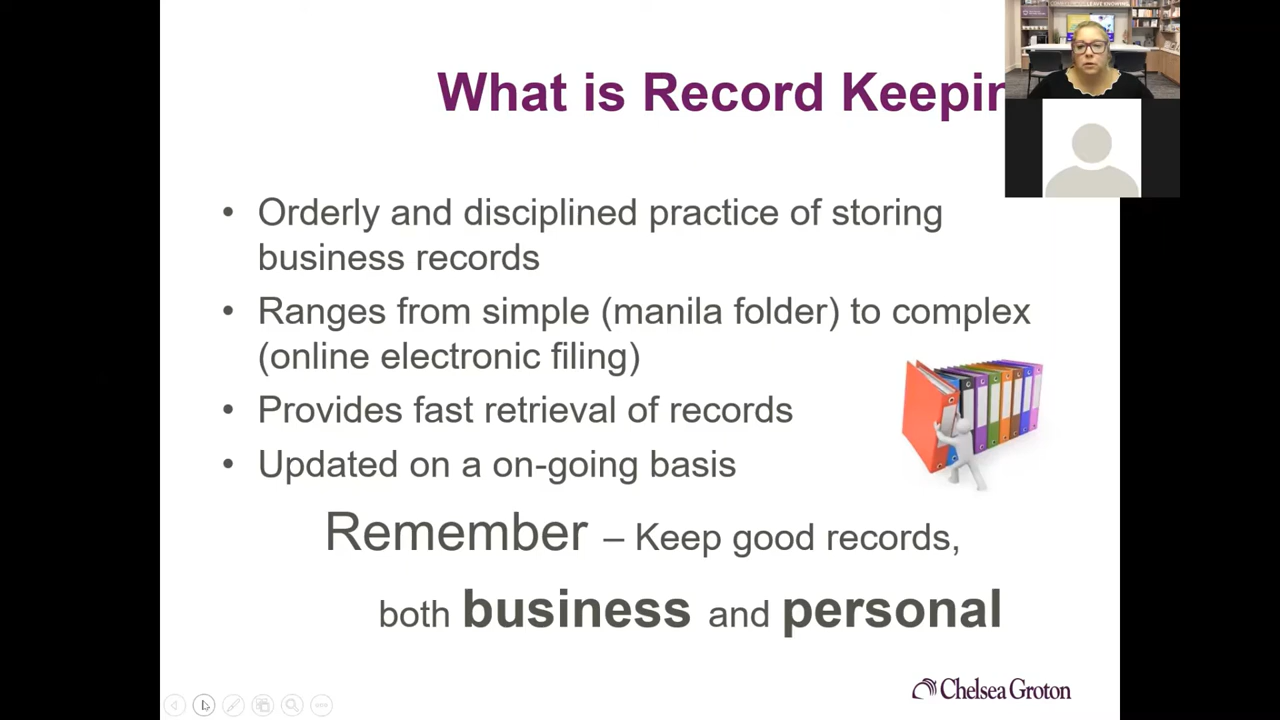 What is Record Keepin
• Orderly and disciplined practice of storing
business records
• Ranges from simple (manila folder) to complex
(online electronic filing)
• Provides fast retrieval of records
• Updated on a on-going basis
Remember – Keep good records,
both business and personal
Chelsea Groton